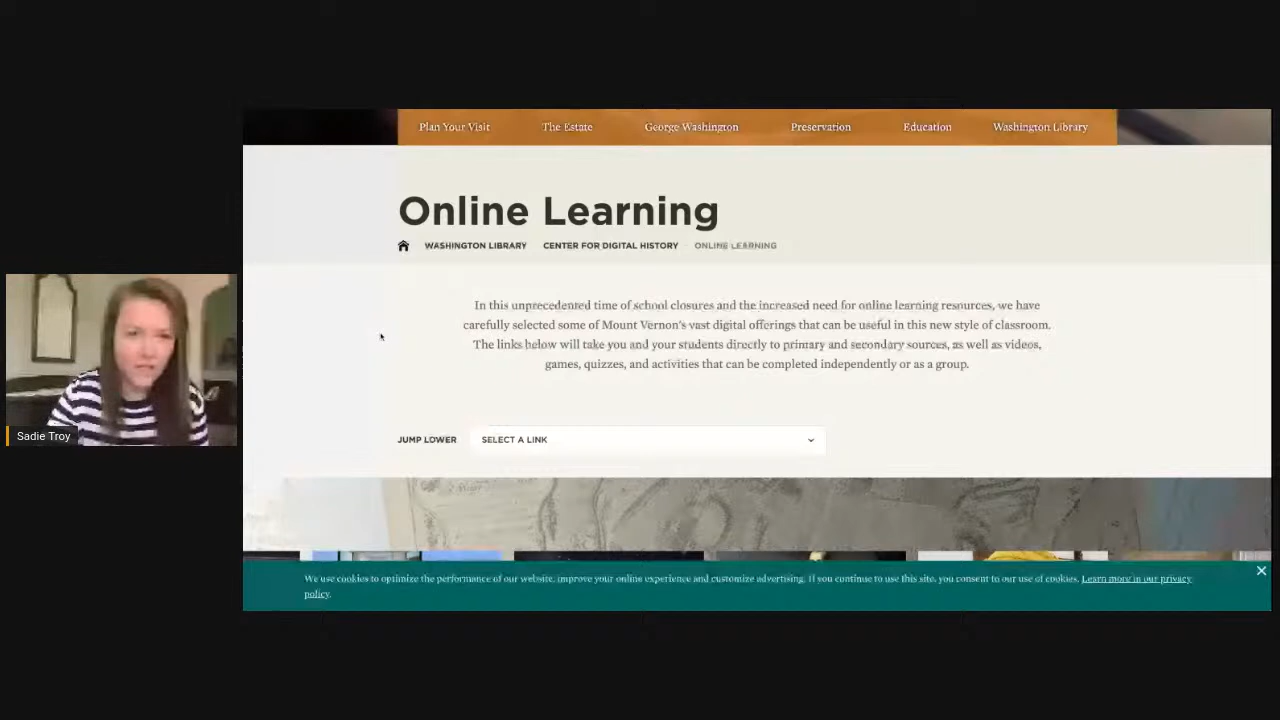 Plan Your Visit The Estate George Washington Preservation Education Washington Library
Online Learning
WASHINGTON LIBRARY CENTER FOR DIGITAL HISTORY ONLINE LEARNING
In this unprecedented time of school closures and the increased need for online learning resources, we have
carefully selected some of Mount Vernon's vast digital offerings that can be useful in this new style of classroom.
The links below will take you and your students directly to primary and secondary sources, as well as videos,
games, quizzes, and activities that can be completed independently or as a group.
Sadie Troy
JUMP LOWER SELECT A LINK
We use cookies to optimize the performance of our website, improve your online experience and customize advertising. If you continue to use this site, you consent to our use of cookies. Learn more in our privacy
policy.